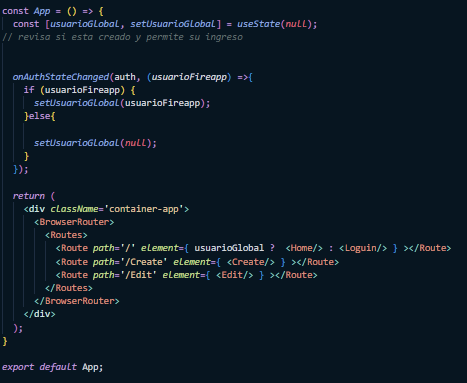 const App = () => {
  const [usuarioGlobal, setUsuarioGlobal] = useState(null);
// revisa si esta creado y permite su ingreso
  onAuthStateChanged(auth, (usuarioFireapp) =>{
    if (usuarioFireapp) {
      setUsuarioGlobal(usuarioFireapp);
    }else{
      setUsuarioGlobal(null);
    }
  });
  return (
    <div className='container-app'>
      <BrowserRouter>
        <Routes>
          <Route path='/' element={ usuarioGlobal ?  <Home/> : <Loguin/> } ></Route>
          <Route path='/Create' element={ <Create/> } ></Route>
          <Route path='/Edit' element={ <Edit/> } ></Route>
        </Routes>
      </BrowserRouter>
    </div>
  );
}
export default App;